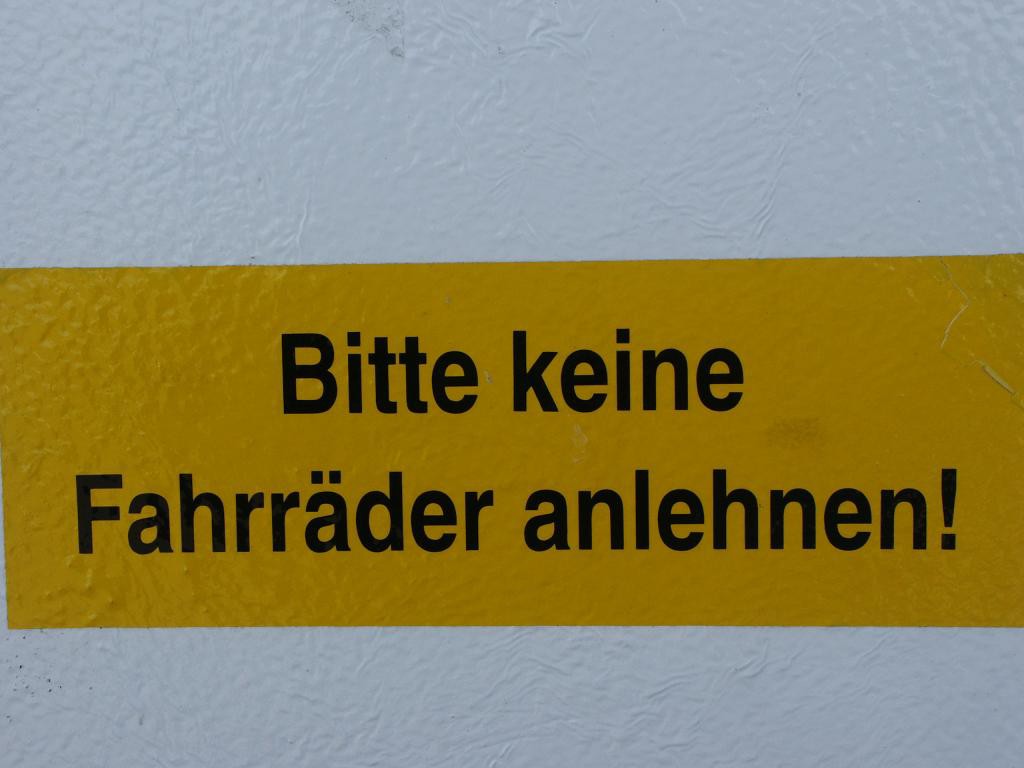 Bitte keine
Fahrräder anlehnen!